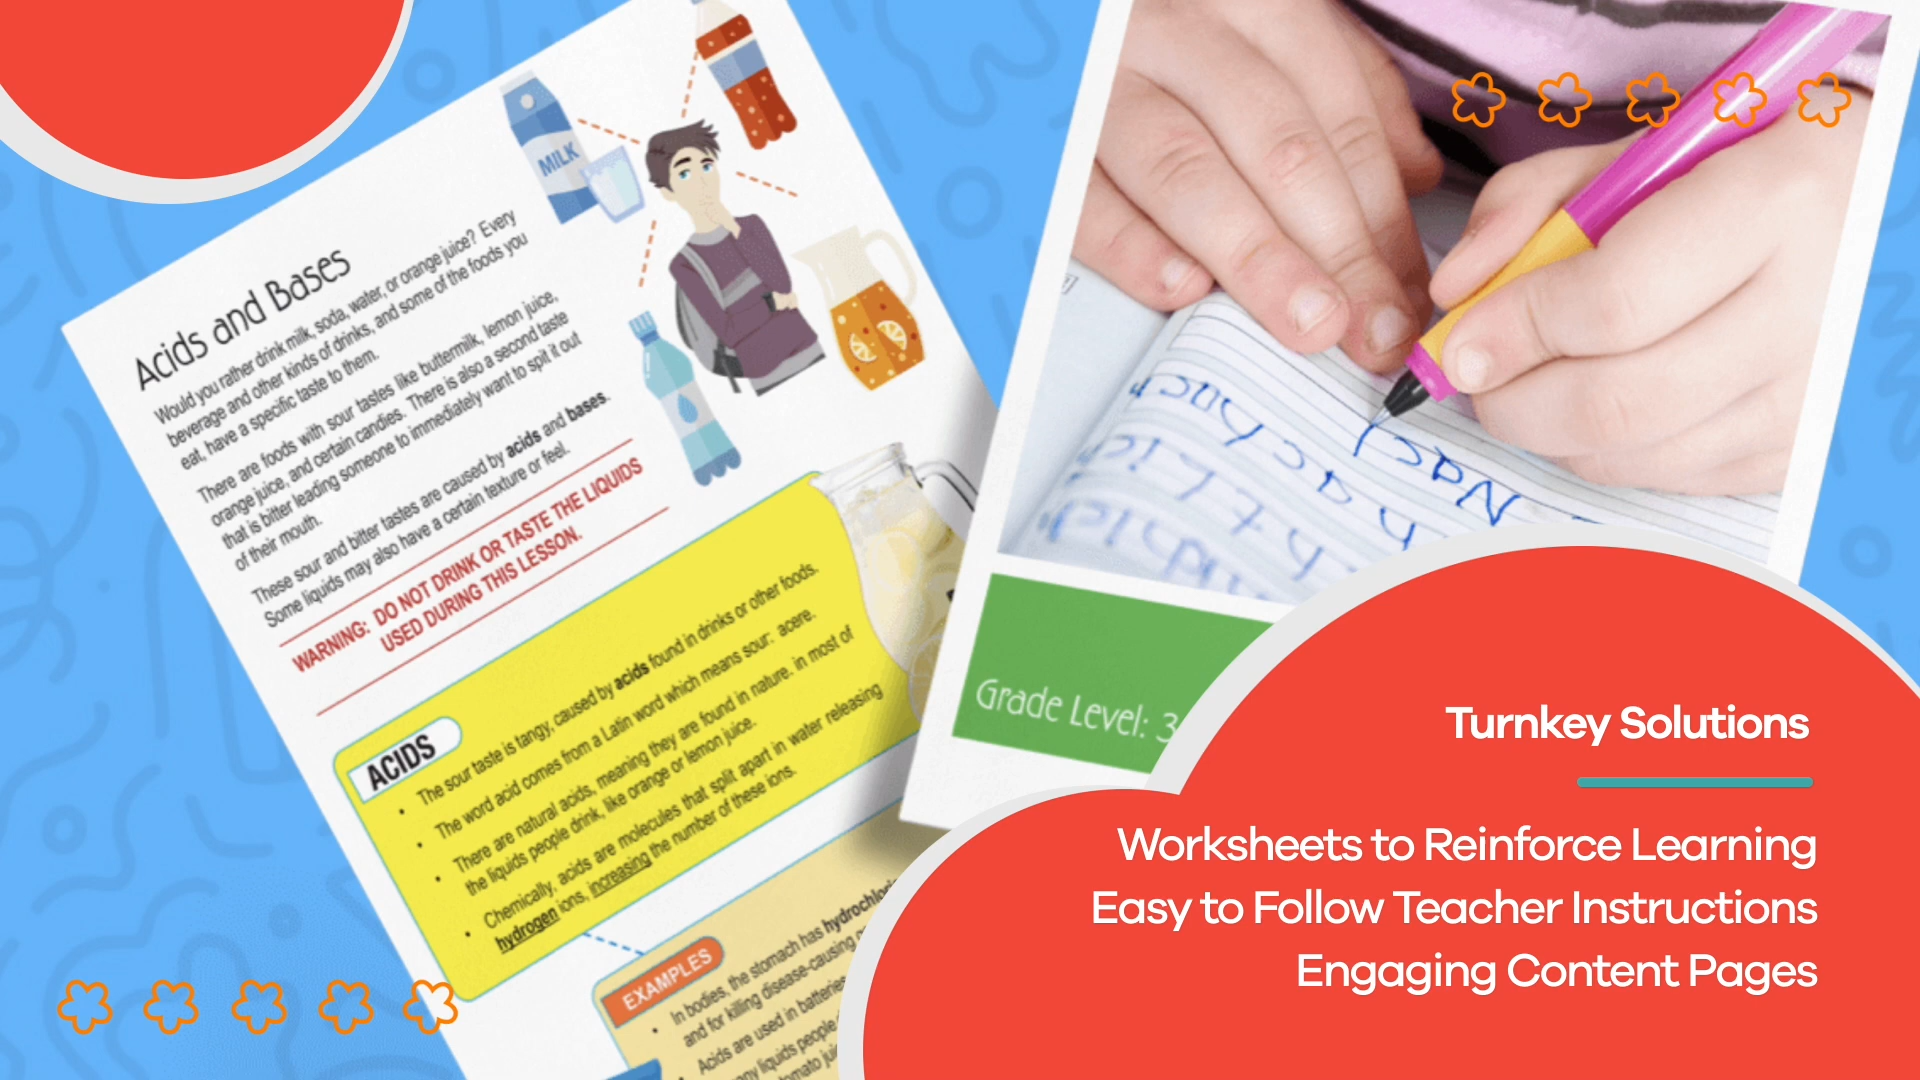 MILK
Acids and Bases
Would you rather drink milk, soda, water, or orange juice? Every
beverage and other kinds of drinks, and some of the foods you
eat, have a specific taste to them.
There are foods with sour tastes like buttermilk, lemon juice,
orange juice, and certain candies. There is also a second taste
that is bitter leading someone to immediately want to spit it out
of their mouth.
These sour and bitter tastes are caused by acids and bases.
Some liquids may also have a certain texture or feel.
WARNING: DO NOT DRINK OR TASTE THE LIQUIDS
USED DURING THIS LESSON.
ACIDS
• The sour taste is tangy, caused by acids found in drinks or other foods.
• The word acid comes from a Latin word which means sour: acere.
• There are natural acids, meaning they are found in nature. in most of
the liquids people drink, like orange or lemon juice.
• Chemically, acids are molecules that split apart in water releasing
hydrogen ions, increasing the number of these ions.
EXAMPLES
• In bodies, the stomach has
and for killing disease-causing
• Acids are used in batteries
liquids people
Grade Level: 3
Turnkey Solutions
Worksheets to Reinforce Learning
Easy to Follow Teacher Instructions
Engaging Content Pages